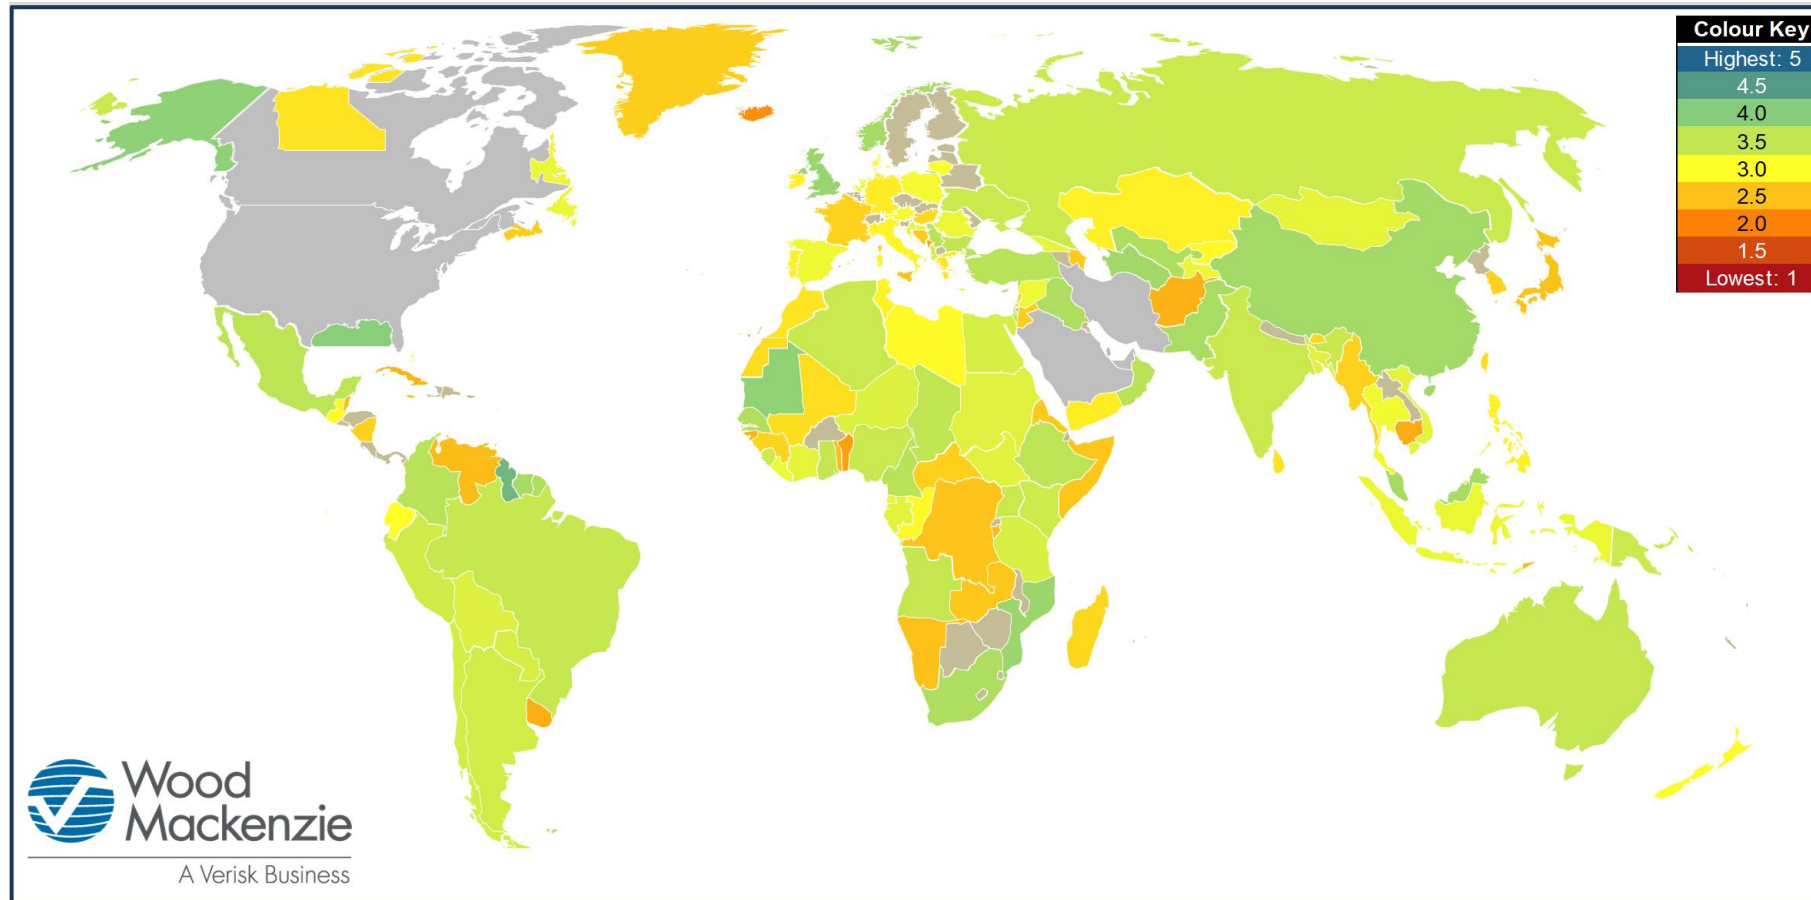 Colour Key
Highest: 5
4.5
4.0
3.5
3.0
2.5
2.0
1.5
Lowest: 1
Wood
Mackenzie
A Verisk Business